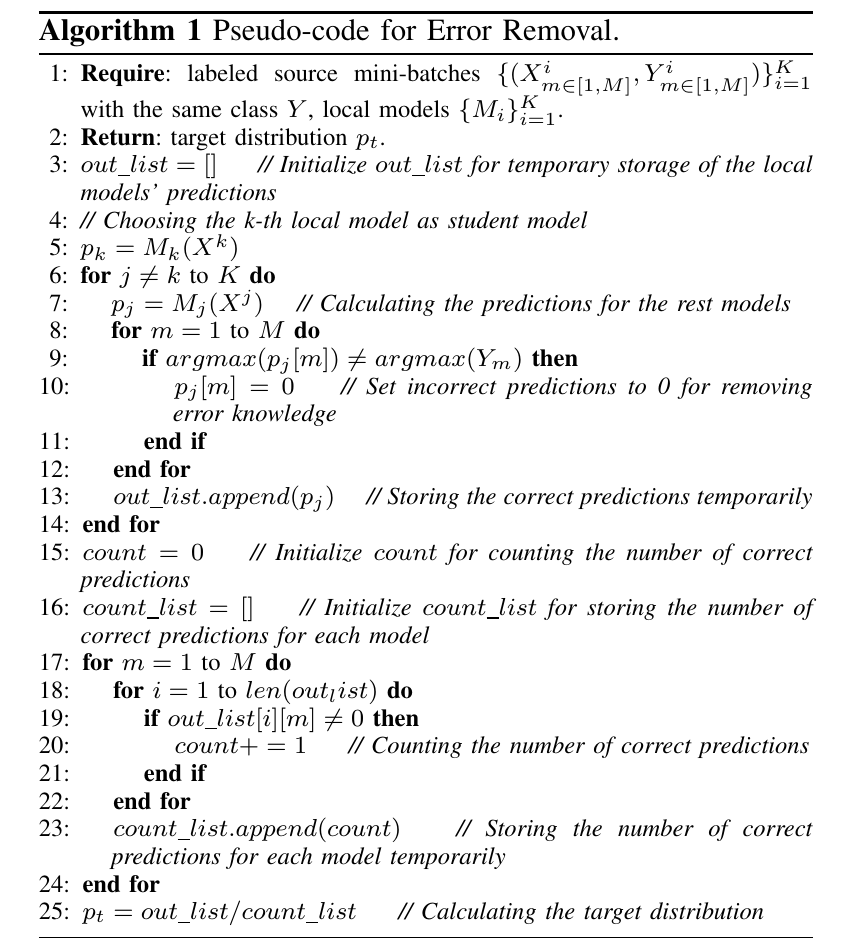 Algorithm 1 Pseudo-code for Error Removal.
1: Require: labeled source mini-batches $\{(X^i_{m\in[1,M]}, Y^i_{m\in[1,M]})\}^K_{i=1}$
with the same class $Y$, local models $\{M_i\}^K_{i=1}$.
2: Return: target distribution $p_t$.
3: $out\_list = []$ // Initialize out_list for temporary storage of the local
models' predictions
4: // Choosing the k-th local model as student model
5: $p_k = M_k(X^k)$
6: for $j \neq k$ to $K$ do
7: $p_j = M_j(X^j)$ // Calculating the predictions for the rest models
8: for $m = 1$ to $M$ do
9: if $argmax(p_j[m]) \neq argmax(Y_m)$ then
10: $p_j[m] = 0$ // Set incorrect predictions to 0 for removing
error knowledge
11: end if
12: end for
13: $out\_list.append(p_j)$ // Storing the correct predictions temporarily
14: end for
15: $count = 0$ // Initialize count for counting the number of correct
predictions
16: $count\_list = []$ // Initialize count_list for storing the number of
correct predictions for each model
17: for $m = 1$ to $M$ do
18: for $i = 1$ to $len(out_list)$ do
19: if $out\_list[i][m] \neq 0$ then
20: $count+ = 1$ // Counting the number of correct predictions
21: end if
22: end for
23: $count\_list.append(count)$ // Storing the number of correct
predictions for each model temporarily
24: end for
25: $p_t = out\_list/count\_list$ // Calculating the target distribution